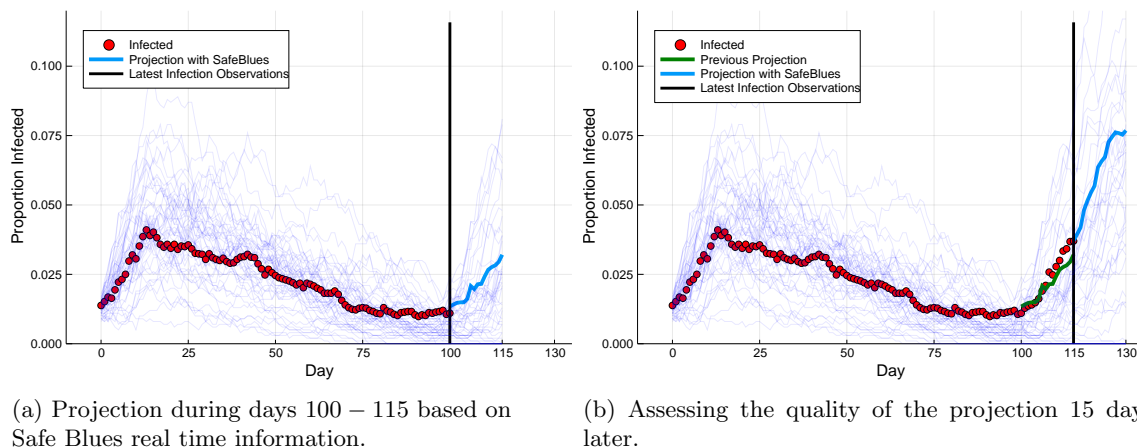 Infected
Projection with SafeBlues
Latest Infection Observations
Proportion Infected
0.100
0.075
0.050
0.025
0.000
0
25
50
75
100
115
130
Day
(a) Projection during days 100 – 115 based on
Safe Blues real time information.
Infected
Previous Projection
Projection with SafeBlues
Latest Infection Observations
Proportion Infected
0.100
0.075
0.050
0.025
0.000
0
25
50
75
100
115
130
Day
(b) Assessing the quality of the projection 15 day
later.